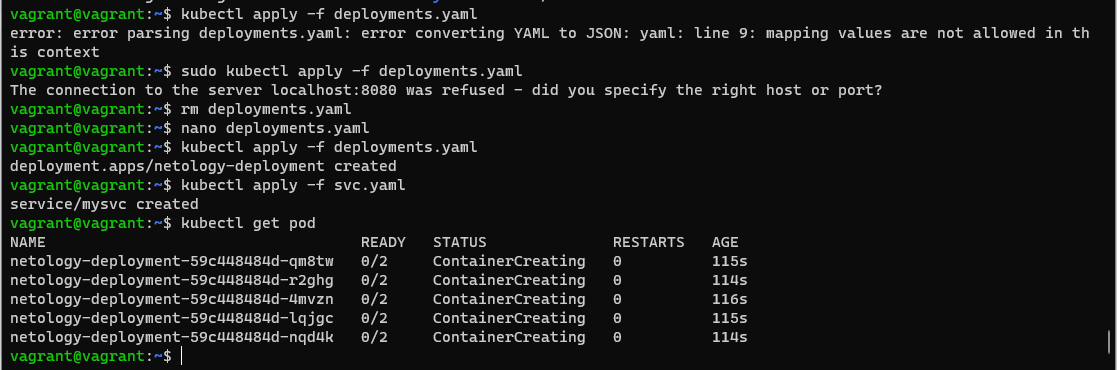 vagrant@vagrant:~$ kubectl apply -f deployments.yaml
error: error parsing deployments.yaml: error converting YAML to JSON: yaml: line 9: mapping values are not allowed in th
is context
vagrant@vagrant:~$ sudo kubectl apply -f deployments.yaml
The connection to the server localhost:8080 was refused - did you specify the right host or port?
vagrant@vagrant:~$ rm deployments.yaml
vagrant@vagrant:~$ nano deployments.yaml
vagrant@vagrant:~$ kubectl apply -f deployments.yaml
deployment.apps/netology-deployment created
vagrant@vagrant:~$ kubectl apply -f svc.yaml
service/mysvc created
vagrant@vagrant:~$ kubectl get pod
NAME READY STATUS RESTARTS AGE
netology-deployment-59c448484d-qm8tw 0/2 ContainerCreating 0 115s
netology-deployment-59c448484d-r2ghg 0/2 ContainerCreating 0 114s
netology-deployment-59c448484d-4mvzn 0/2 ContainerCreating 0 116s
netology-deployment-59c448484d-lqjgc 0/2 ContainerCreating 0 115s
netology-deployment-59c448484d-nqd4k 0/2 ContainerCreating 0 114s
vagrant@vagrant:~$